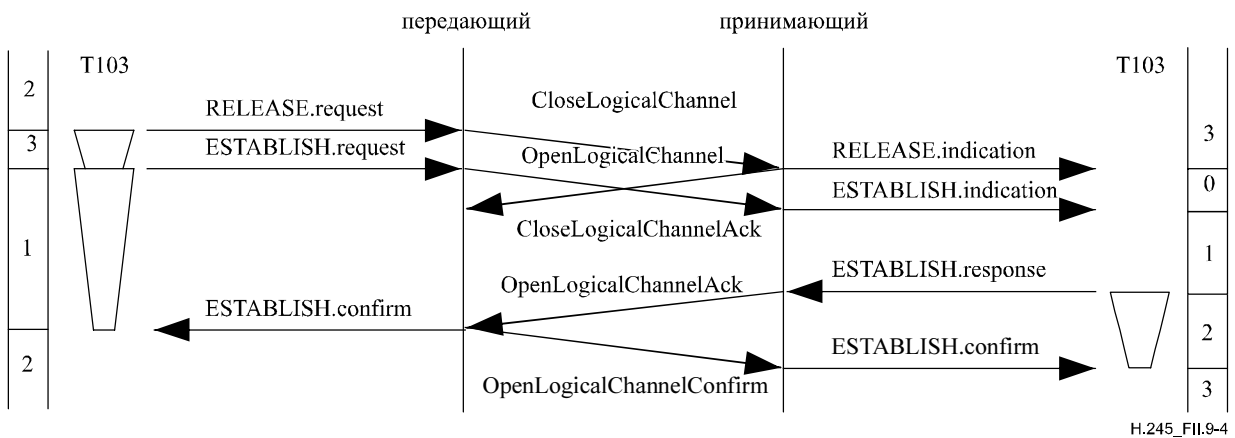 передающий принимающий
T103 T103
2
RELEASE.request CloseLogicalChannel
3 3
ESTABLISH.request OpenLogicalChannel RELEASE.indication
0
ESTABLISH.indication
CloseLogicalChannelAck
1 1
ESTABLISH.response
OpenLogicalChannelAck
ESTABLISH.confirm
2
ESTABLISH.confirm
2
OpenLogicalChannelConfirm
3
H.245_FII.9-4